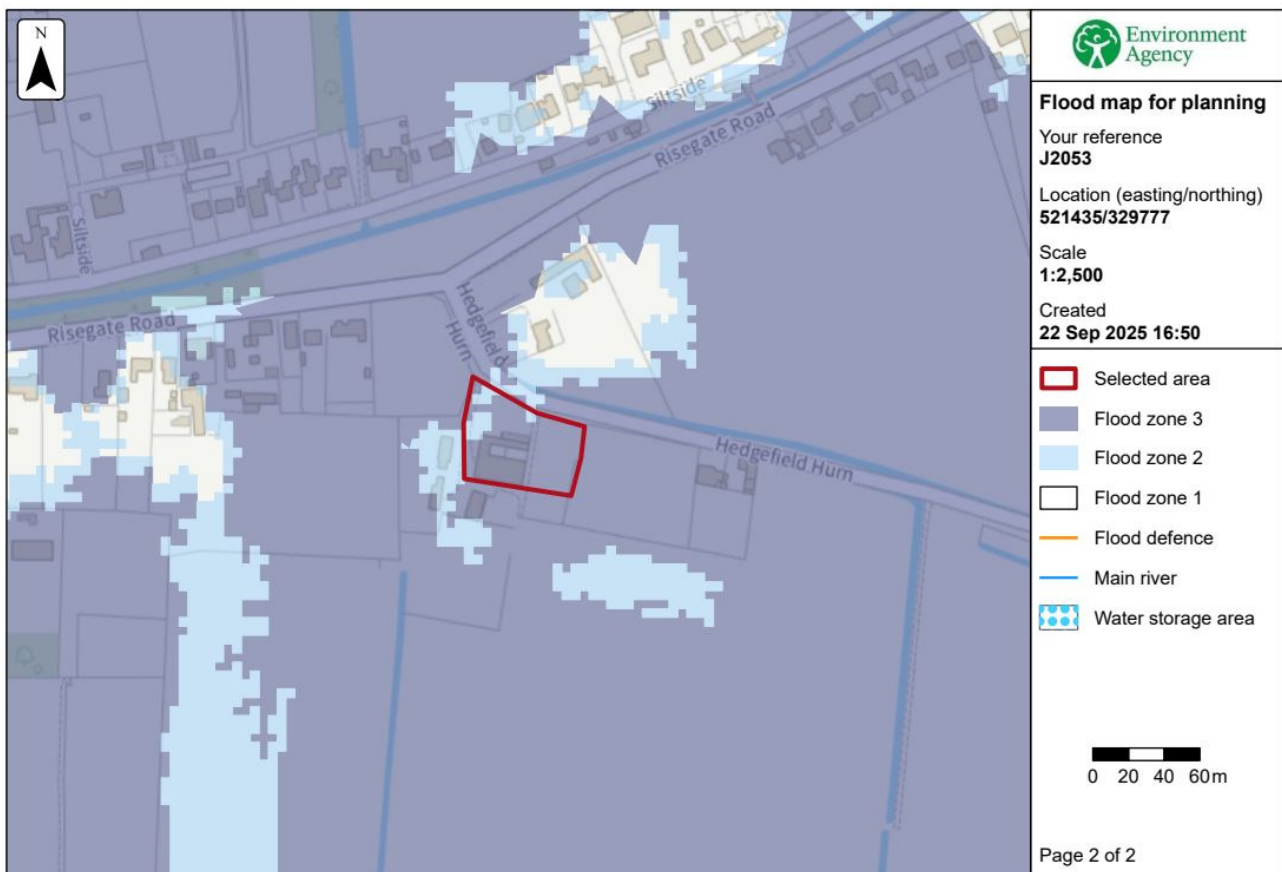 N
Siltside
Risegate Road
Siltside
Hedgefield
Hurn
Risegate Road
Hedgefield Hurn
Environment
Agency
Flood map for planning
Your reference
J2053
Location (easting/northing)
521435/329777
Scale
1:2,500
Created
22 Sep 2025 16:50
Selected area
Flood zone 3
Flood zone 2
Flood zone 1
Flood defence
Main river
Water storage area
0 20 40 60m
Page 2 of 2